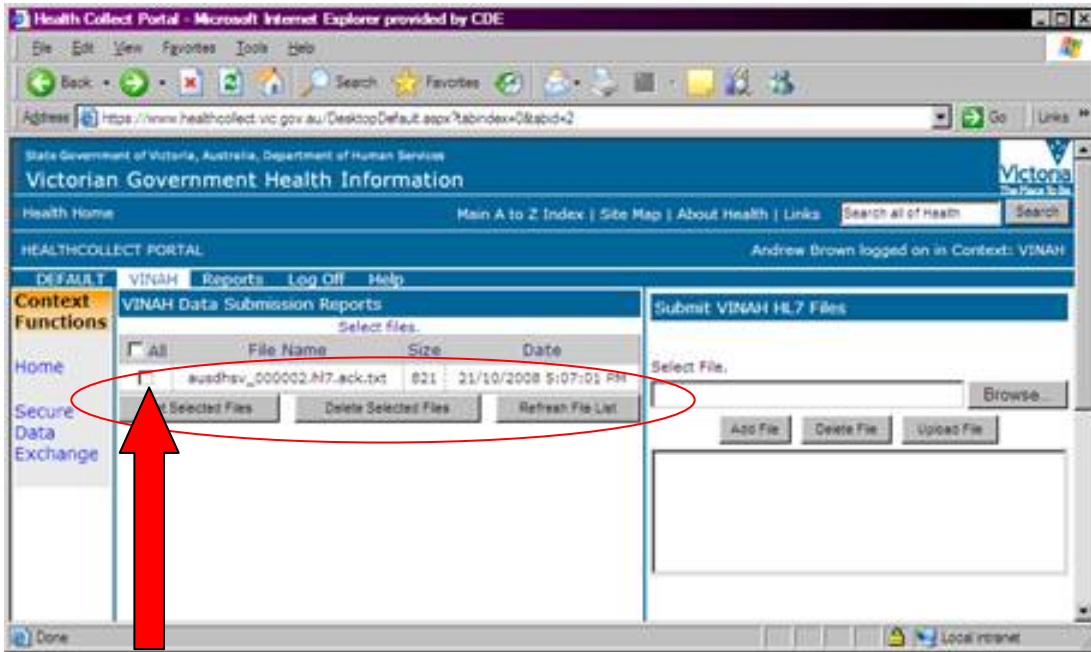 Health Collect Portal - Microsoft Internet Explorer provided by CDE
File Edit View Favorites Tools Help
Back Search Favorites
Address https://www.healthcollect.vic.gov.au/DesktopDefault.aspx?tabindex=0&tabid=2 Go Links
State Government of Victoria, Australia, Department of Human Services
Victorian Government Health Information
Victoria
The Place To Be
Health Home Main A to Z Index | Site Map | About Health | Links Search all of Health Search
HEALTHCOLLECT PORTAL Andrew Brown logged on in Context: VINAH
DEFAULT VINAH Reports Log Off Help
Context
Functions
Home
Secure
Data
Exchange
VINAH Data Submission Reports
Select files.
All File Name Size Date
ausdhsv_000002.hl7.ack.txt 821 21/10/2008 5:07:01 PM
Selected Files Delete Selected Files Refresh File List
Submit VINAH HL7 Files
Select File.
Browse...
Add File Delete File Upload File
Done Local intranet